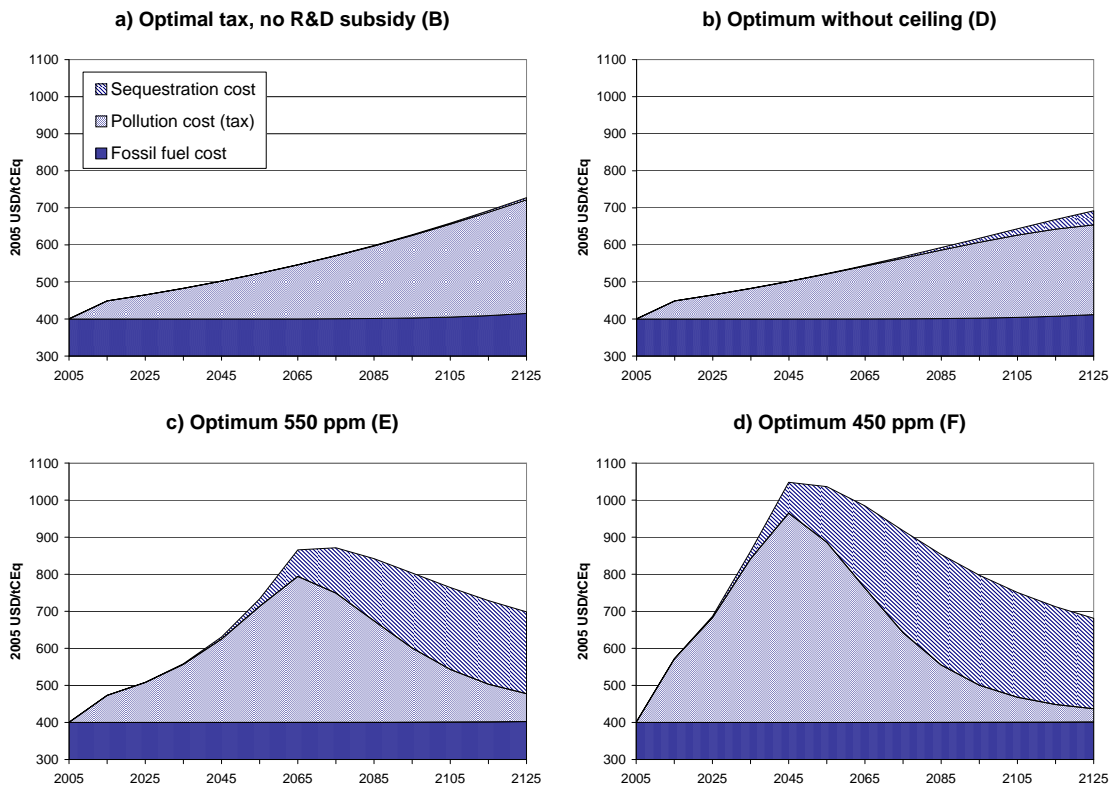 a) Optimal tax, no R&D subsidy (B)
300
400
500
600
700
800
900
1000
1100
2005 2025 2045 2065 2085 2105 2125
2005 USD/tCEq
Sequestration cost
Pollution cost (tax)
Fossil fuel cost
b) Optimum without ceiling (D)
300
400
500
600
700
800
900
1000
1100
2005 2025 2045 2065 2085 2105 2125
2005 USD/tCEq
c) Optimum 550 ppm (E)
300
400
500
600
700
800
900
1000
1100
2005 2025 2045 2065 2085 2105 2125
2005 USD/tCEq
d) Optimum 450 ppm (F)
300
400
500
600
700
800
900
1000
1100
2005 2025 2045 2065 2085 2105 2125
2005 USD/tCEq